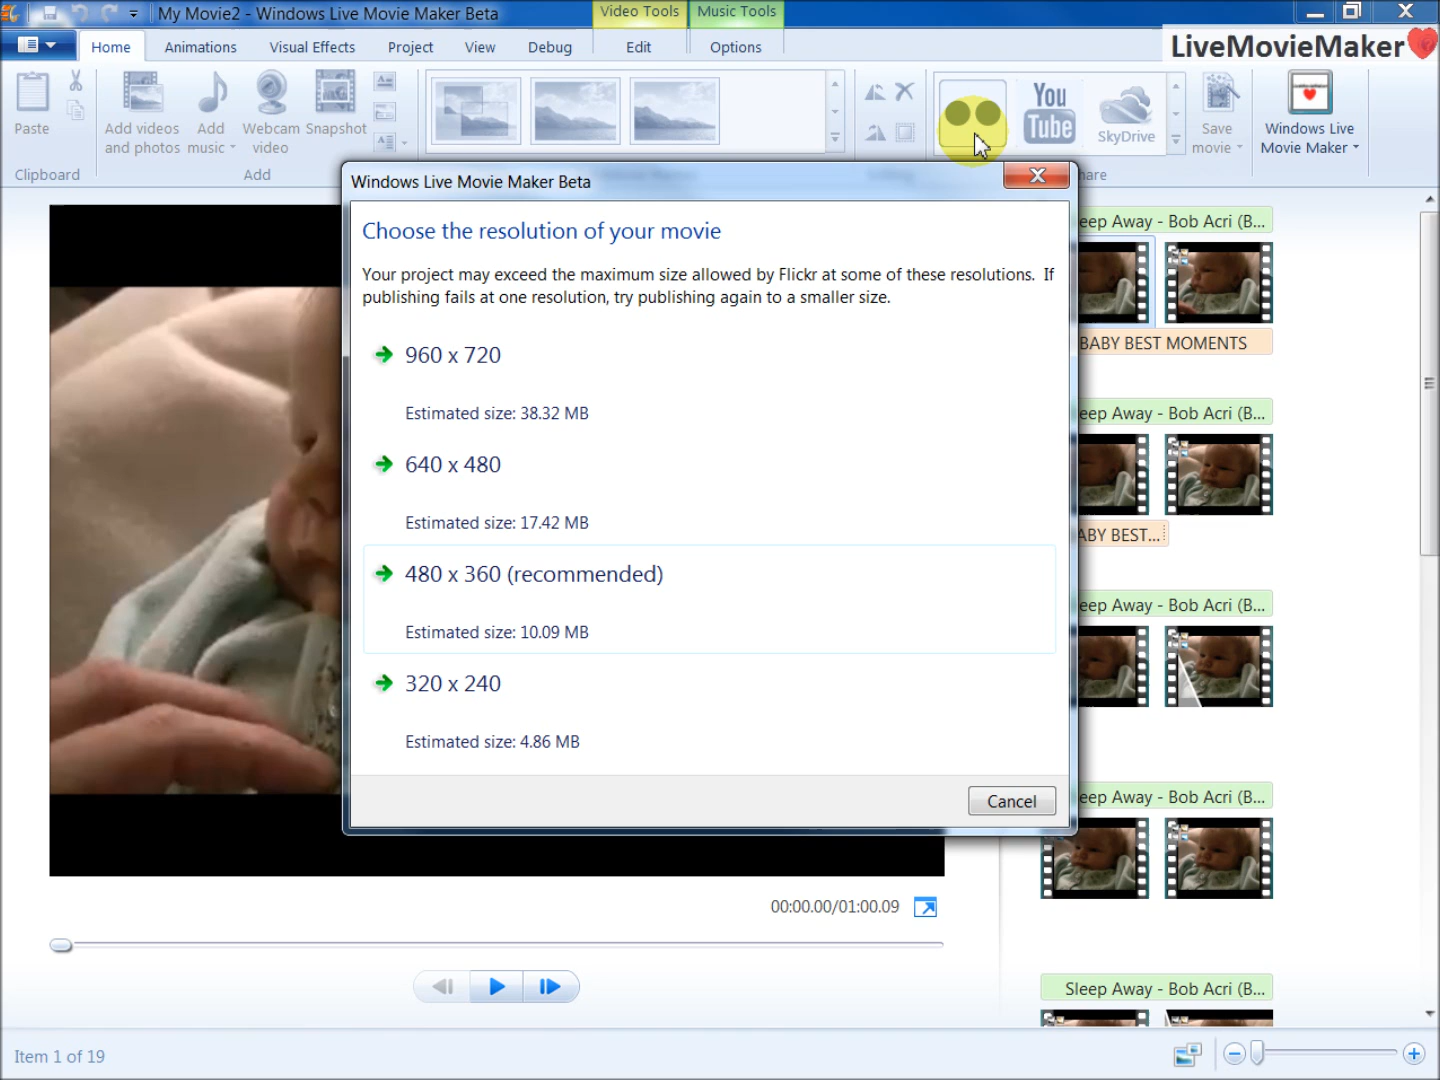 My Movie2 - Windows Live Movie Maker Beta
Video Tools
Music Tools
Home
Animations
Visual Effects
Project
View
Debug
Edit
Options
LiveMovieMaker
Paste
Add videos
and photos
Add
music
Webcam
video
Snapshot
You
Tube
SkyDrive
Save
movie
Windows Live
Movie Maker
Clipboard
Add
hare
Windows Live Movie Maker Beta
Choose the resolution of your movie
Your project may exceed the maximum size allowed by Flickr at some of these resolutions. If
publishing fails at one resolution, try publishing again to a smaller size.
960 x 720
Estimated size: 38.32 MB
640 x 480
Estimated size: 17.42 MB
480 x 360 (recommended)
Estimated size: 10.09 MB
320 x 240
Estimated size: 4.86 MB
Cancel
eep Away - Bob Acri (B...
BABY BEST MOMENTS
eep Away - Bob Acri (B...
ABY BEST...
eep Away - Bob Acri (B...
eep Away - Bob Acri (B...
Sleep Away - Bob Acri (B...
00:00.00/01:00.09
Item 1 of 19